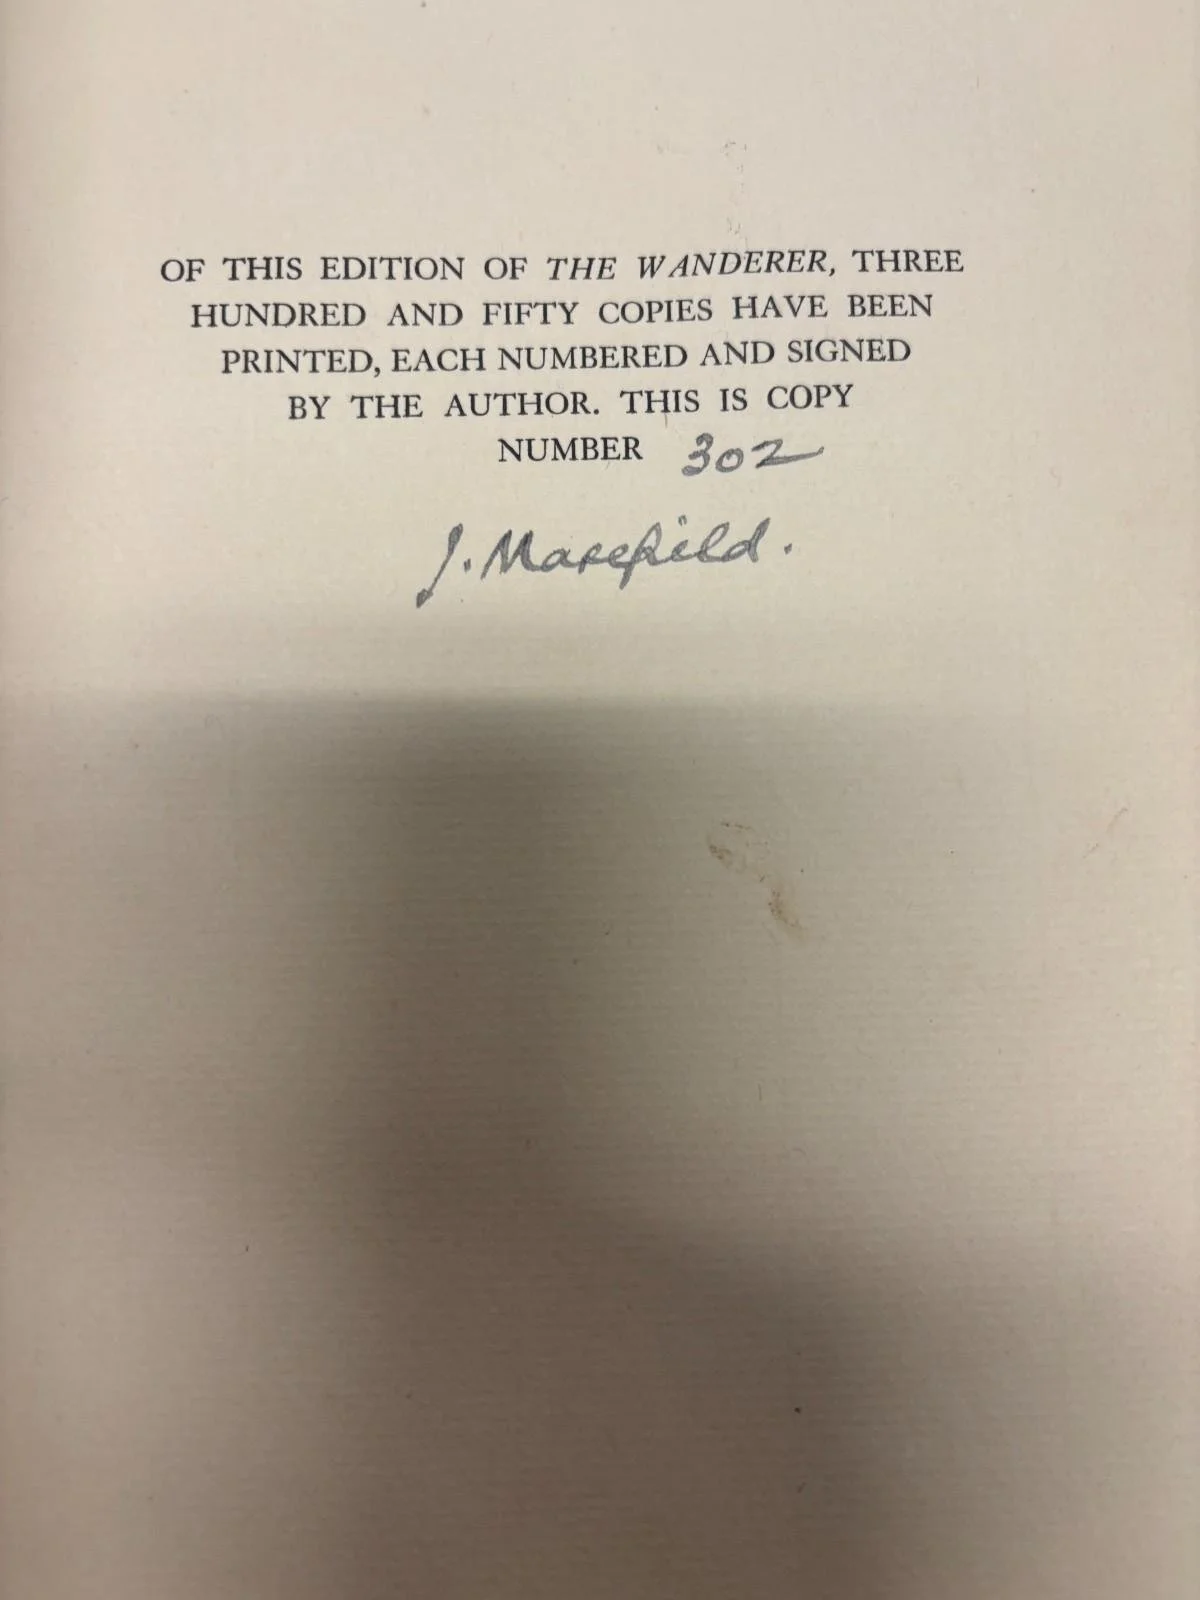 OF THIS EDITION OF THE WANDERER, THREE
HUNDRED AND FIFTY COPIES HAVE BEEN
PRINTED, EACH NUMBERED AND SIGNED
BY THE AUTHOR. THIS IS COPY
NUMBER 302
J. Masefield.